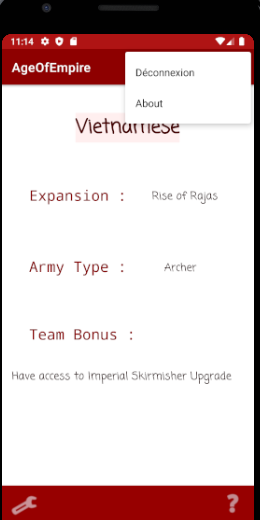 11:14
AgeOfEmpire
Déconnexion
About
Vietnamese
Expansion : Rise of Rajas
Army Type : Archer
Team Bonus :
Have access to Imperial Skirmisher Upgrade
?